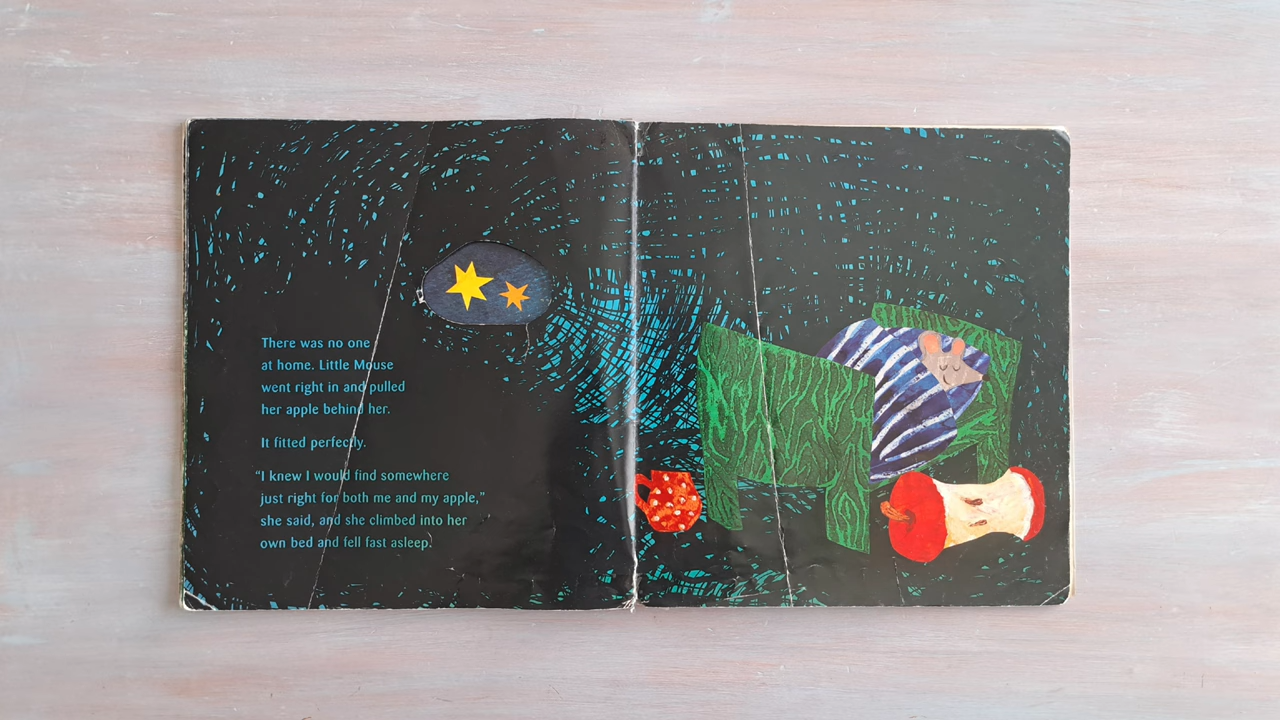 There was no one
at home. Little Mouse
went right in and pulled
her apple behind her.
It fitted perfectly.
“I knew I would find somewhere
just right for both me and my apple,”
she said, and she climbed into her
own bed and fell fast asleep.